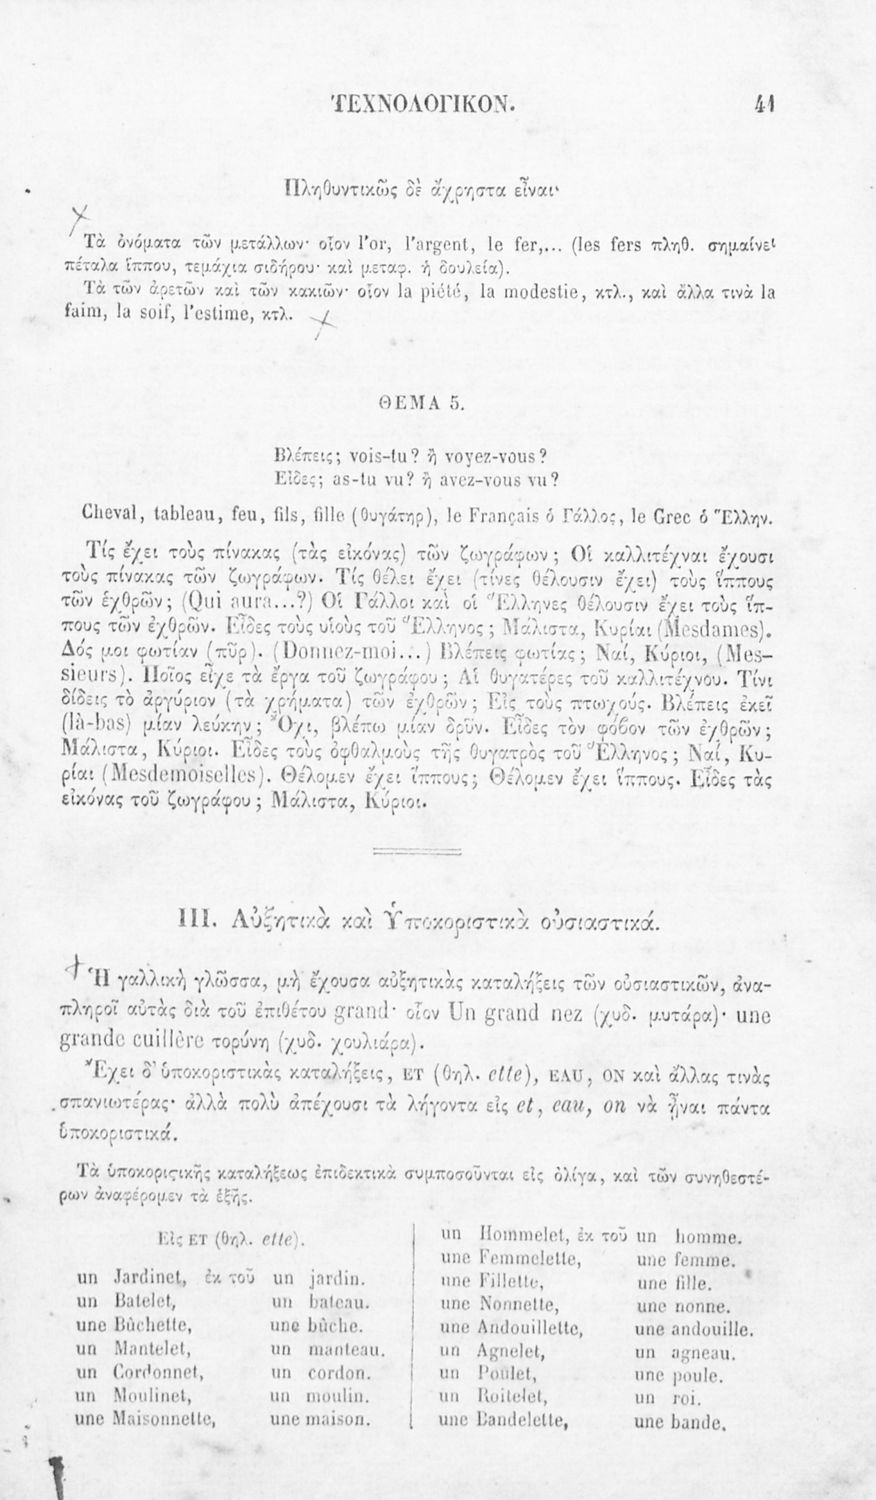 ΤΕΧΝΟΛΟΓΙΚΟΝ. 41
Πληθυντικῶς δὲ ἄχρηστα εἶναι·
Τὰ ὀνόματα τῶν μετάλλων· οἷον l'or, l'argent, le fer,... (les fers πληθ. σημαίνει
πέταλα ἵππου, τεμάχια σιδήρου· καὶ μεταφ. ἡ δουλεία).
Τὰ τῶν ἀρετῶν καὶ τῶν κακιῶν· οἷον la piété, la modestie, κτλ., καὶ ἄλλα τινὰ la
faim, la soif, l'estime, κτλ.
ΘΕΜΑ 5.
Βλέπεις; vois-tu? ἢ voyez-vous?
Εἶδες; as-tu vu? ἢ avez-vous vu?
Cheval, tableau, feu, fils, fille (θυγάτηρ), le Français ὁ Γάλλος, le Grec ὁ Ἕλλην.
Τίς ἔχει τοὺς πίνακας (τὰς εἰκόνας) τῶν ζωγράφων; Οἱ καλλιτέχναι ἔχουσι
τοὺς πίνακας τῶν ζωγράφων. Τίς θέλει ἔχει (τίνες θέλουσιν ἔχει) τοὺς ἵππους
τῶν ἐχθρῶν; (Qui aura...?) Οἱ Γάλλοι καὶ οἱ Ἕλληνες θέλουσιν ἔχει τοὺς ἵπ-
πους τῶν ἐχθρῶν. Εἶδες τοὺς υἱοὺς τοῦ Ἕλληνος; Μάλιστα, Κυρίαι (Mesdames).
Δός μοι φωτίαν (πῦρ). (Donnez-moi...) Βλέπεις φωτίας; Ναί, Κύριοι, (Mes-
sieurs). Ποῖος εἶχε τὰ ἔργα τοῦ ζωγράφου; Αἱ θυγατέρες τοῦ καλλιτέχνου. Τίνι
δίδεις τὸ ἀργύριον (τὰ χρήματα) τῶν ἐχθρῶν; Εἰς τοὺς πτωχούς. Βλέπεις ἐκεῖ
(là-bas) μίαν λεύκην; Ὄχι, βλέπω μίαν δρῦν. Εἶδες τὸν φόβον τῶν ἐχθρῶν;
Μάλιστα, Κύριοι. Εἶδες τοὺς ὀφθαλμοὺς τῆς θυγατρὸς τοῦ Ἕλληνος; Ναί, Κυ-
ρίαι (Mesdemoiselles). Θέλομεν ἔχει ἵππους; Θέλομεν ἔχει ἵππους. Εἶδες τὰς
εἰκόνας τοῦ ζωγράφου; Μάλιστα, Κύριοι.
III. Αὐξητικὰ καὶ Ὑποκοριστικὰ οὐσιαστικά.
Ἡ γαλλικὴ γλῶσσα, μὴ ἔχουσα αὐξητικὰς καταλήξεις τῶν οὐσιαστικῶν, ἀνα-
πληροῖ αὐτὰς διὰ τοῦ ἐπιθέτου grand· οἷον Un grand nez (χυδ. μυτάρα)· une
grande cuillère τορύνη (χυδ. χουλιάρα).
Ἔχει δ' ὑποκοριστικὰς καταλήξεις, ET (θηλ. ette), EAU, ON καὶ ἄλλας τινὰς
σπανιωτέρας· ἀλλὰ πολὺ ἀπέχουσι τὰ λήγοντα εἰς et, eau, on νὰ ᾖναι πάντα
ὑποκοριστικά.
Τὰ ὑποκοριϛικῆς καταλήξεως ἐπιδεκτικὰ συμποσοῦνται εἰς ὀλίγα, καὶ τῶν συνηθεστέ-
ρων ἀναφέρομεν τὰ ἑξῆς.
Εἰς ET (θηλ. ette).
un Jardinet, ἐκ τοῦ un jardin.
un Batelet, un bateau.
une Bûchette, une bûche.
un Mantelet, un manteau.
un Cordonnet, un cordon.
un Moulinet, un moulin.
une Maisonnette, une maison.
un Hommelet, ἐκ τοῦ un homme.
une Femmelette, une femme.
une Fillette, une fille.
une Nonnette, une nonne.
une Andouillette, une andouille.
un Agnelet, un agneau.
un Poulet, une poule.
un Roitelet, un roi.
une Bandelette, une bande.